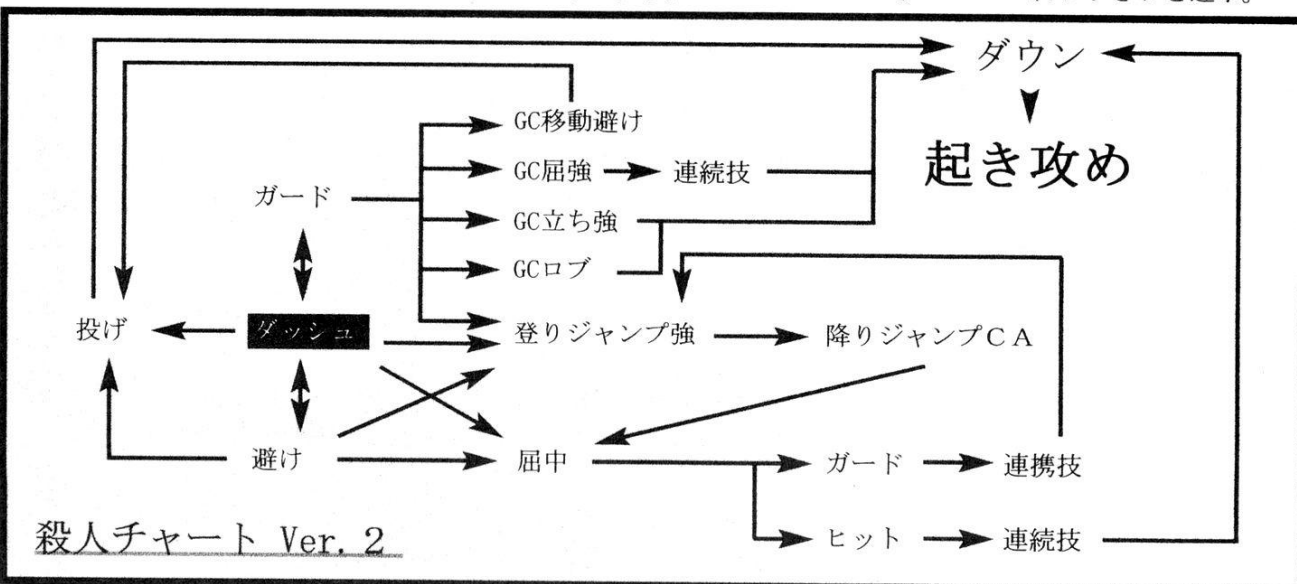 ダウン
起き攻め
GC移動避け
GC屈強
連続技
ガード
GC立ち強
GCロブ
投げ
ダッシュ
登りジャンプ強
降りジャンプCA
避け
屈中
ガード
連携技
ヒット
連続技
殺人チャート Ver.2